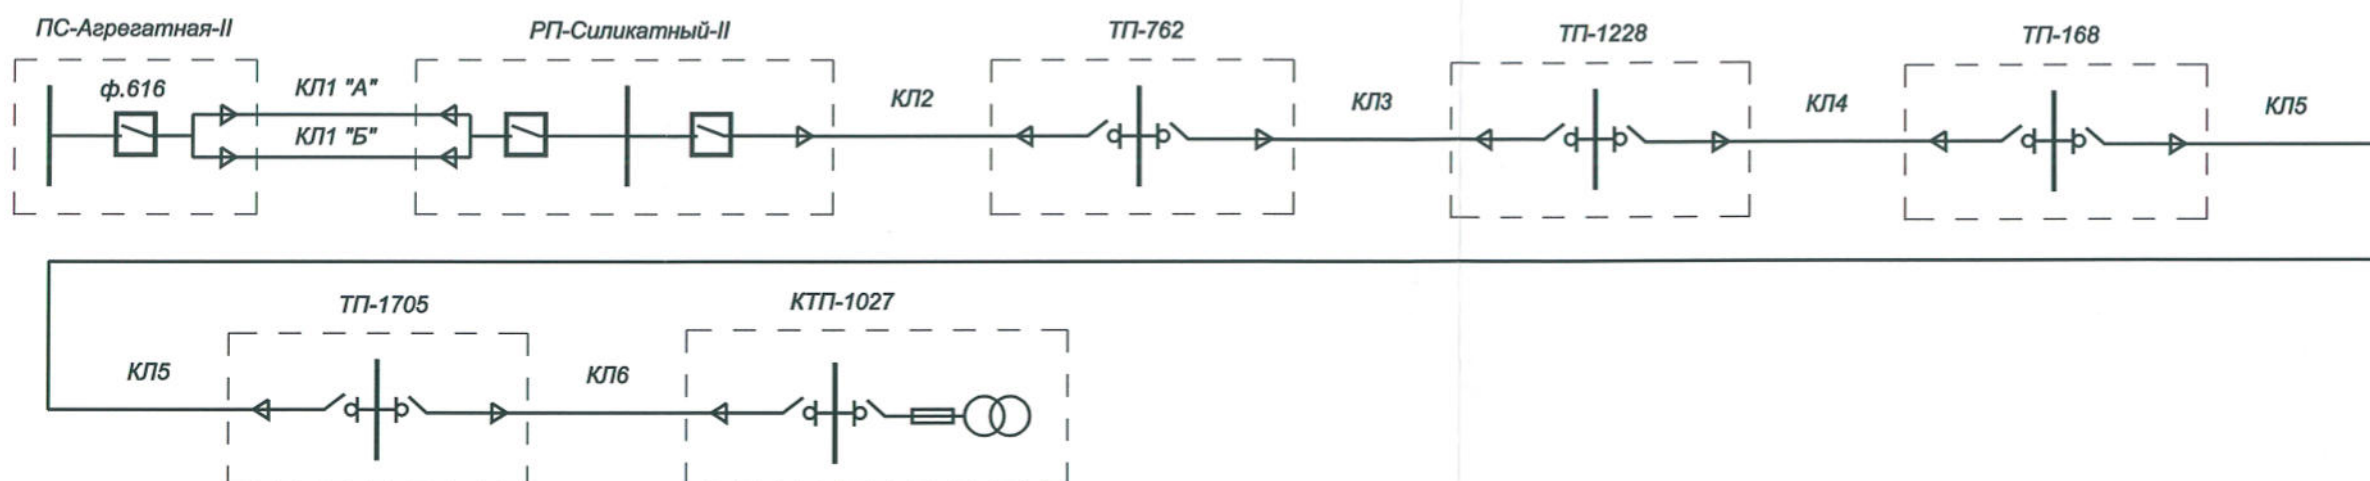 ПС-Агрегатная-II
РП-Силикатный-II
ТП-762
ТП-1228
ТП-168
ф.616
КЛ1 "А"
КЛ1 "Б"
КЛ2
КЛ3
КЛ4
КЛ5
ТП-1705
КТП-1027
КЛ5
КЛ6